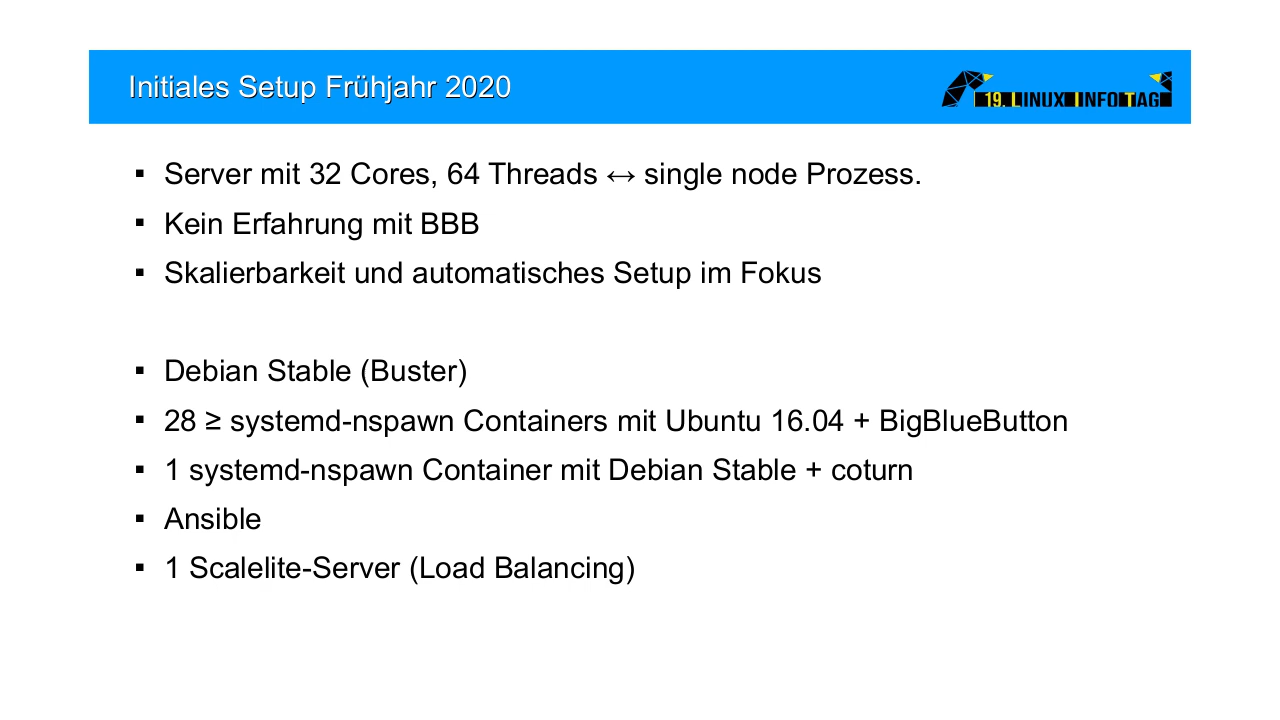 Initiales Setup Frühjahr 2020
19. LINUX INFOTAG
▪ Server mit 32 Cores, 64 Threads ↔ single node Prozess.
▪ Kein Erfahrung mit BBB
▪ Skalierbarkeit und automatisches Setup im Fokus
▪ Debian Stable (Buster)
▪ 28 ≥ systemd-nspawn Containers mit Ubuntu 16.04 + BigBlueButton
▪ 1 systemd-nspawn Container mit Debian Stable + coturn
▪ Ansible
▪ 1 Scalelite-Server (Load Balancing)